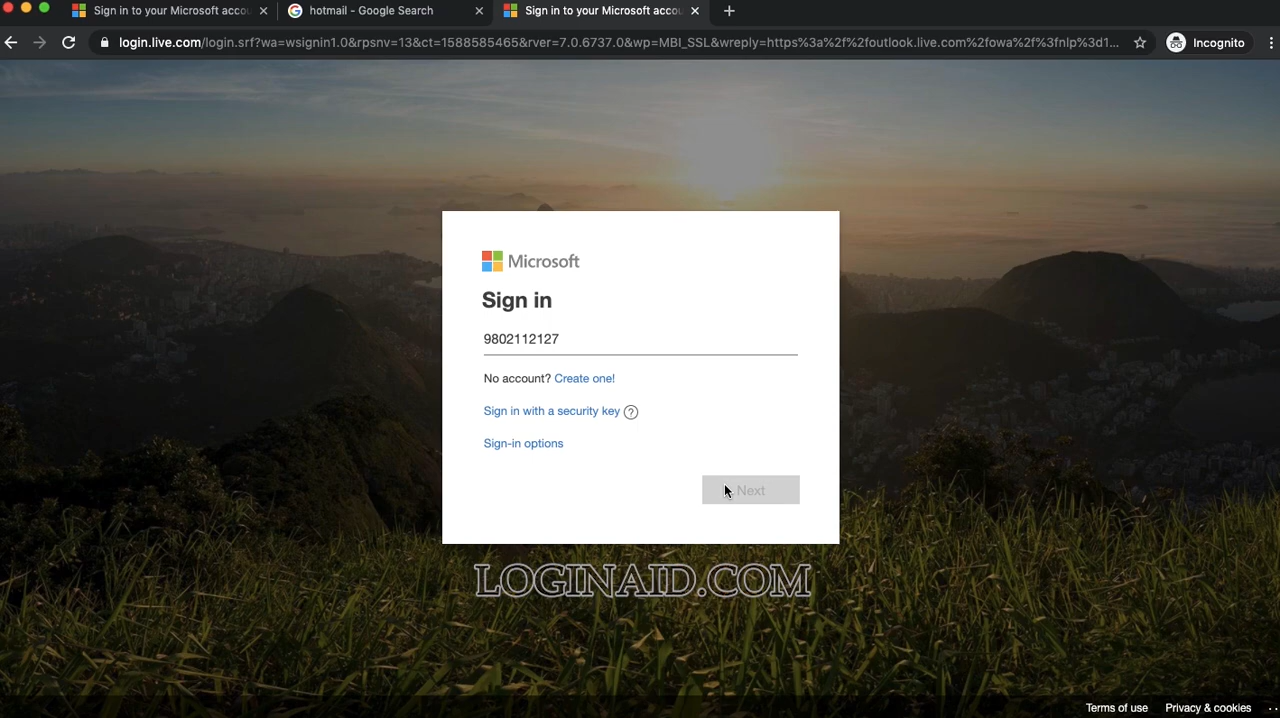 Sign in to your Microsoft accou
hotmail - Google Search
Sign in to your Microsoft accou
login.live.com/login.srf?wa=wsignin1.0&rpsnv=13&ct=1588585465&rver=7.0.6737.0&wp=MBI_SSL&wreply=https%3a%2f%2foutlook.live.com%2fowa%2f%3fnlp%3d1...
Incognito
Microsoft
Sign in
9802112127
No account? Create one!
Sign in with a security key ?
Sign-in options
Next
LOGINAID.COM
Terms of use
Privacy & cookies